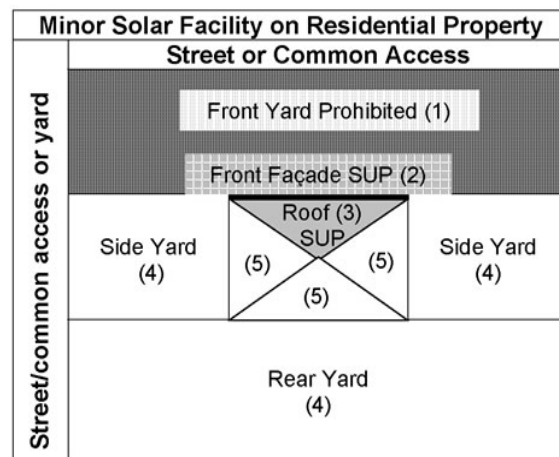 Minor Solar Facility on Residential Property
Street or Common Access
Street/common access or yard
Front Yard Prohibited (1)
Front Façade SUP (2)
Roof (3)
SUP
Side Yard
(4)
(5)
(5)
(5)
Side Yard
(4)
Rear Yard
(4)